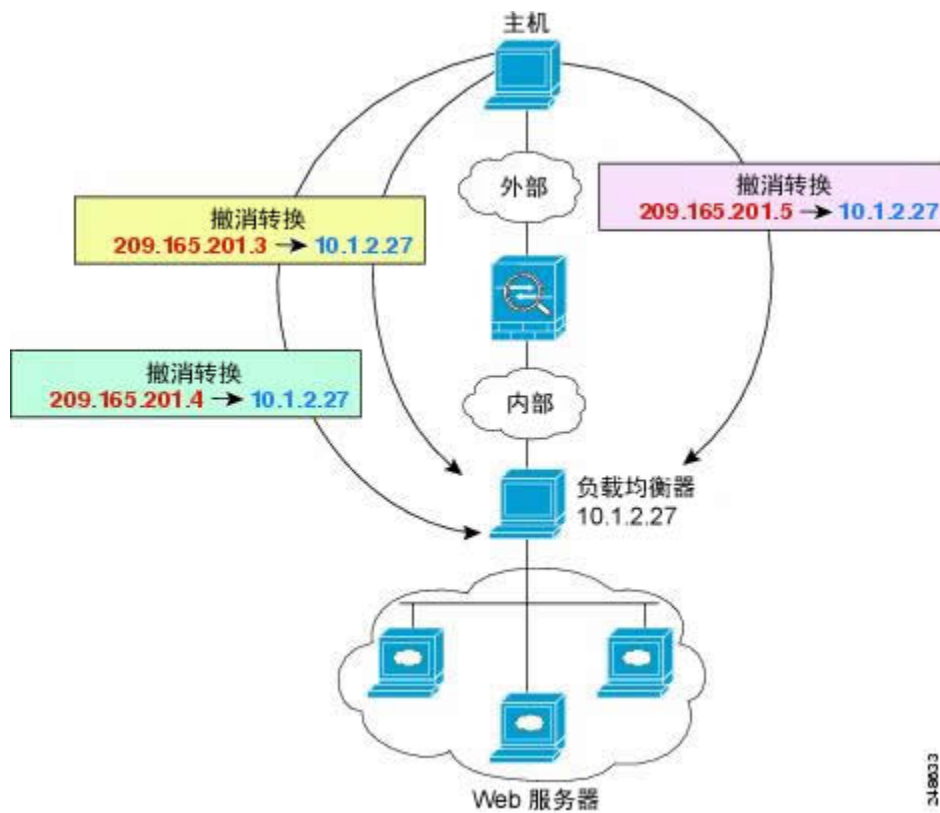 主机
外部
撤消转换
209.165.201.3 → 10.1.2.27
撤消转换
209.165.201.5 → 10.1.2.27
撤消转换
209.165.201.4 → 10.1.2.27
内部
负载均衡器
10.1.2.27
Web 服务器
248633